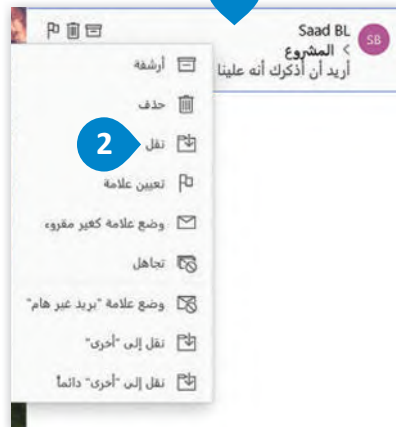 Saad BL
SB
> المشروع
أريد أن أذكرك أنه علينا
أرشفة
حذف
2
نقل
تعيين علامة
وضع علامة كغير مقروء
تجاهل
وضع علامة "بريد غير هام"
نقل إلى "أخرى"
نقل إلى "أخرى" دائماً